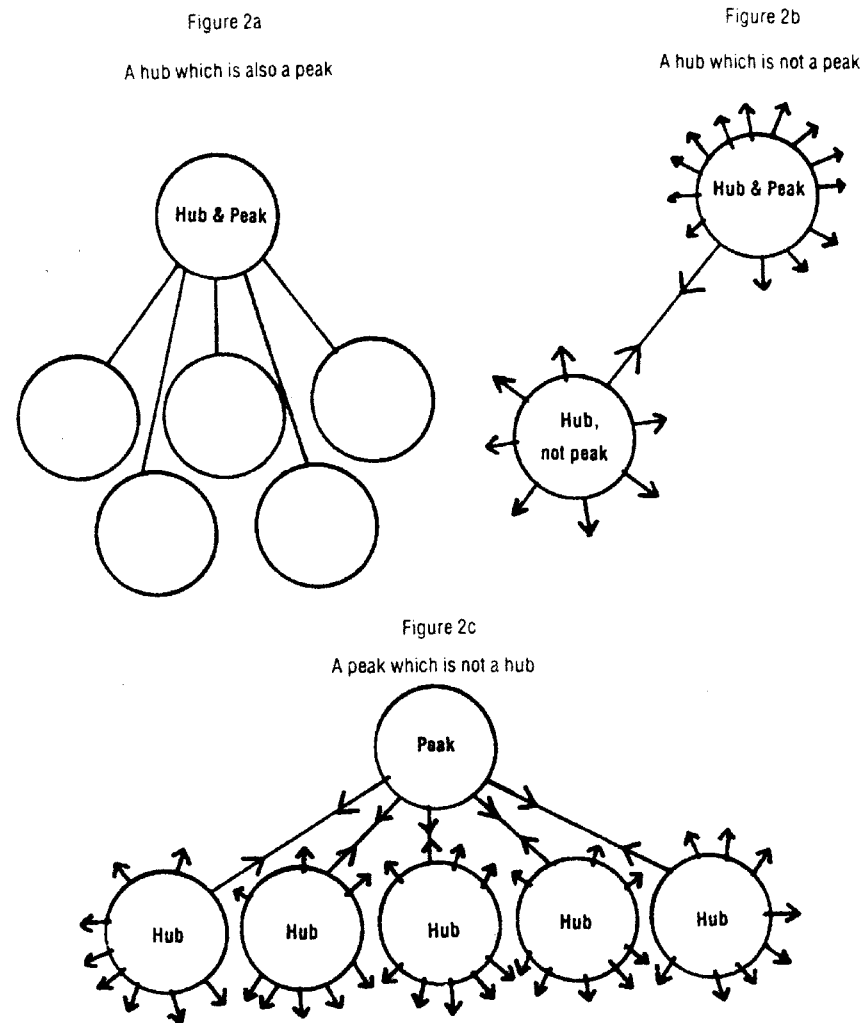 Figure 2a
A hub which is also a peak
Hub & Peak
Figure 2b
A hub which is not a peak
Hub & Peak
Hub,
not peak
Figure 2c
A peak which is not a hub
Peak
Hub
Hub
Hub
Hub
Hub